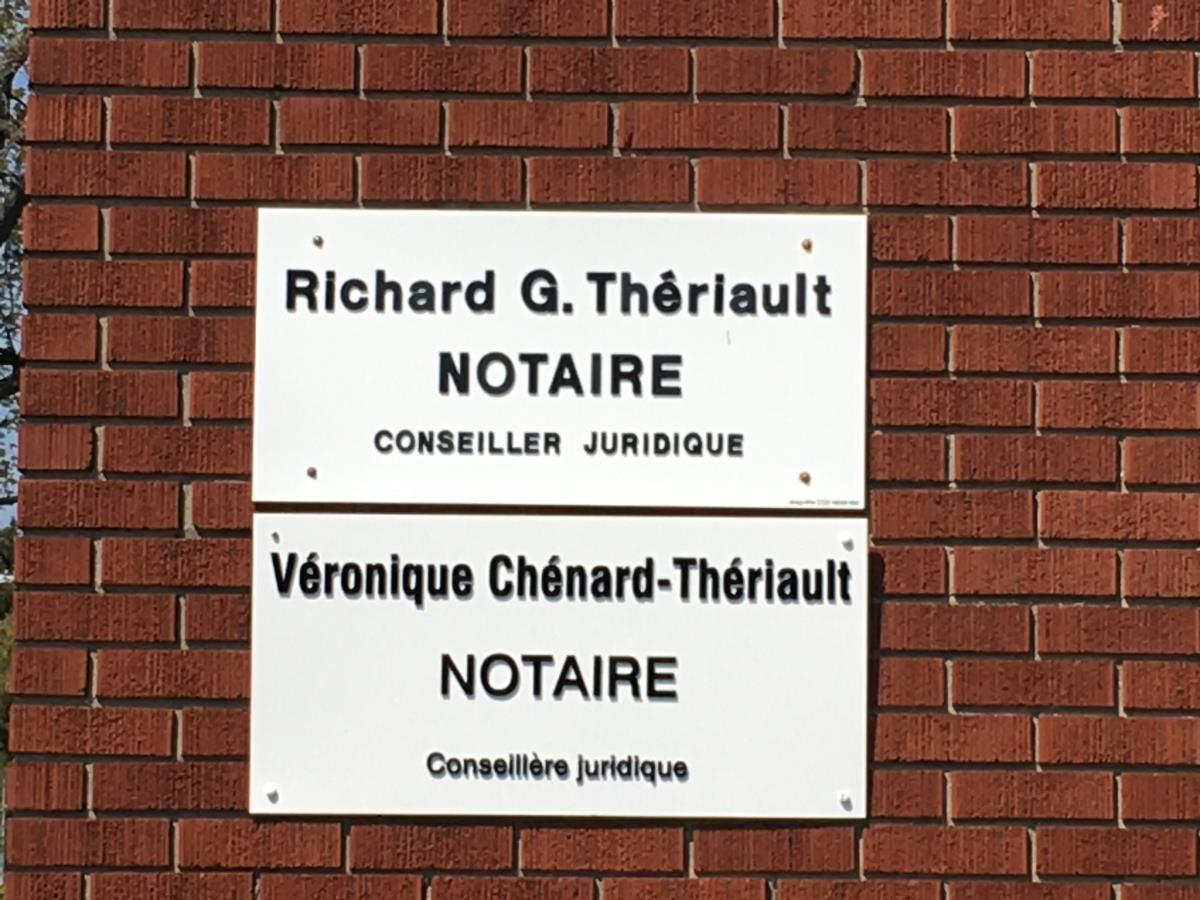 Richard G. Thériault
NOTAIRE
CONSEILLER JURIDIQUE
Véronique Chénard-Thériault
NOTAIRE
Conseillère juridique